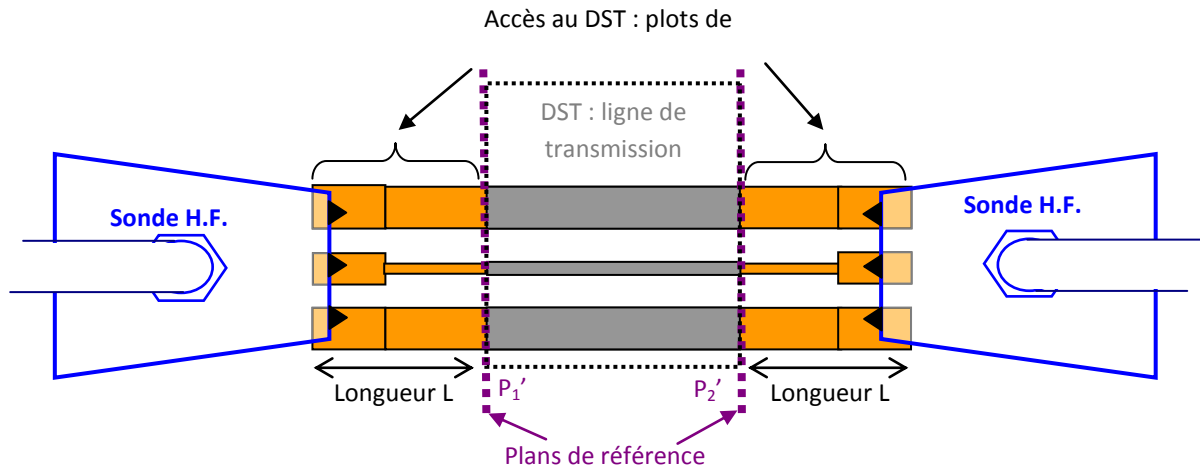 Accès au DST : plots de
DST : ligne de
transmission
Sonde H.F.
Sonde H.F.
Longueur L
P₁’
P₂’
Longueur L
Plans de référence